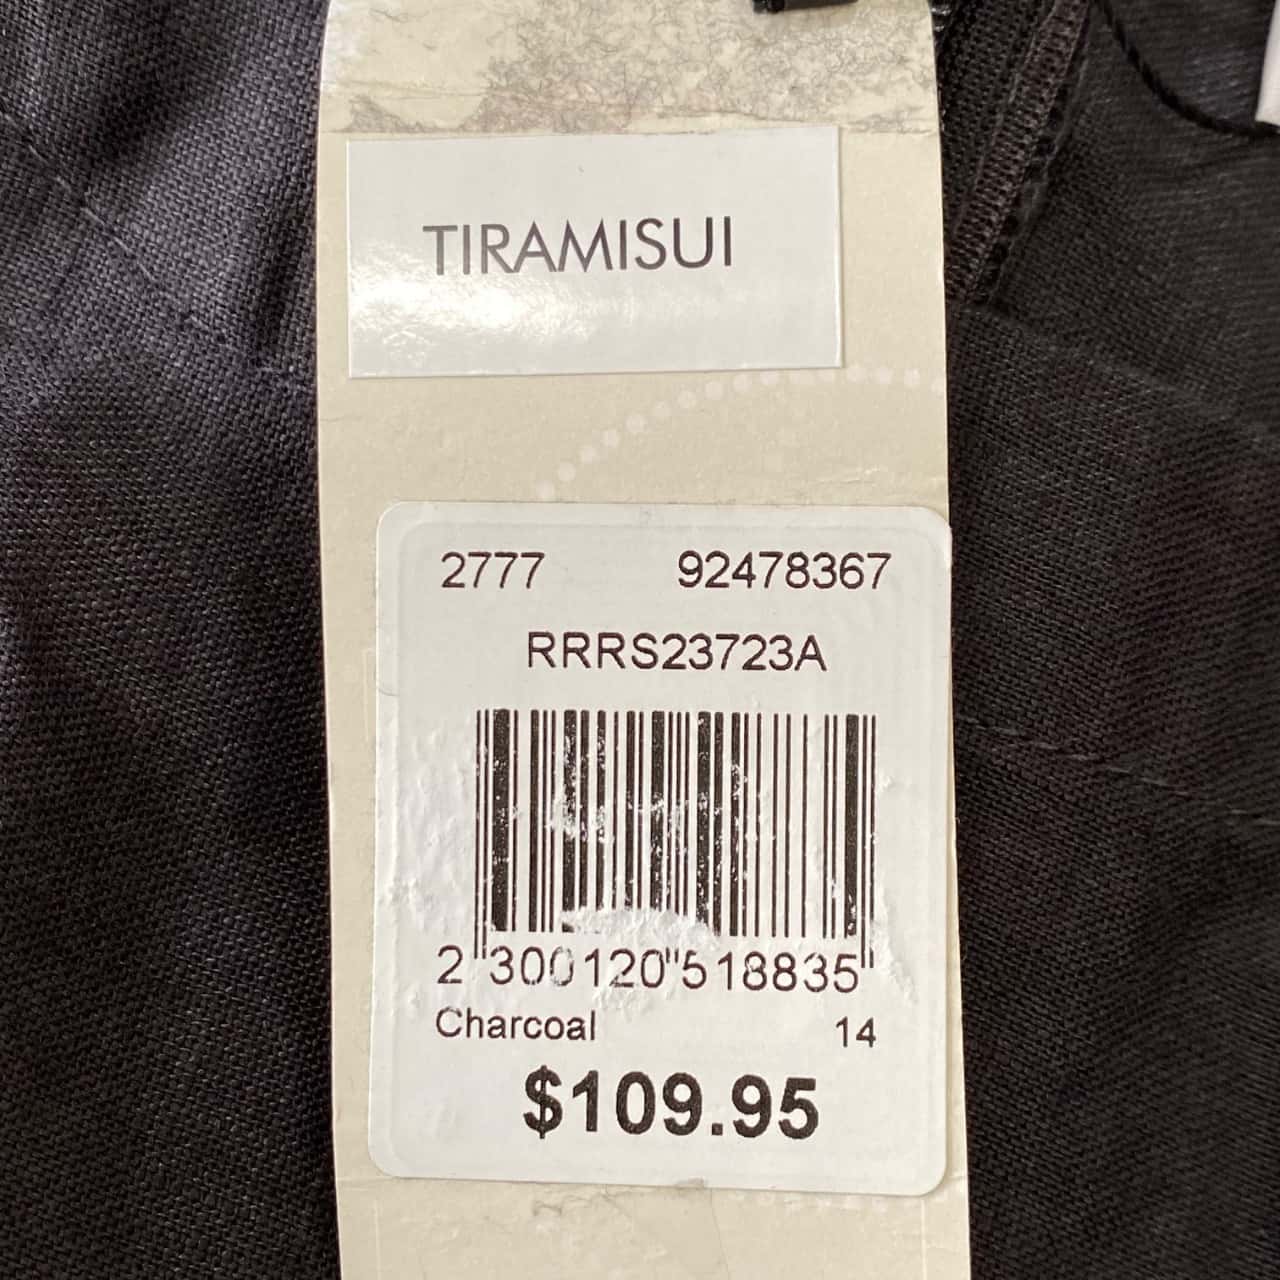 TIRAMISUI
2777 92478367
RRRS23723A
2 300120 518835
Charcoal 14
$109.95